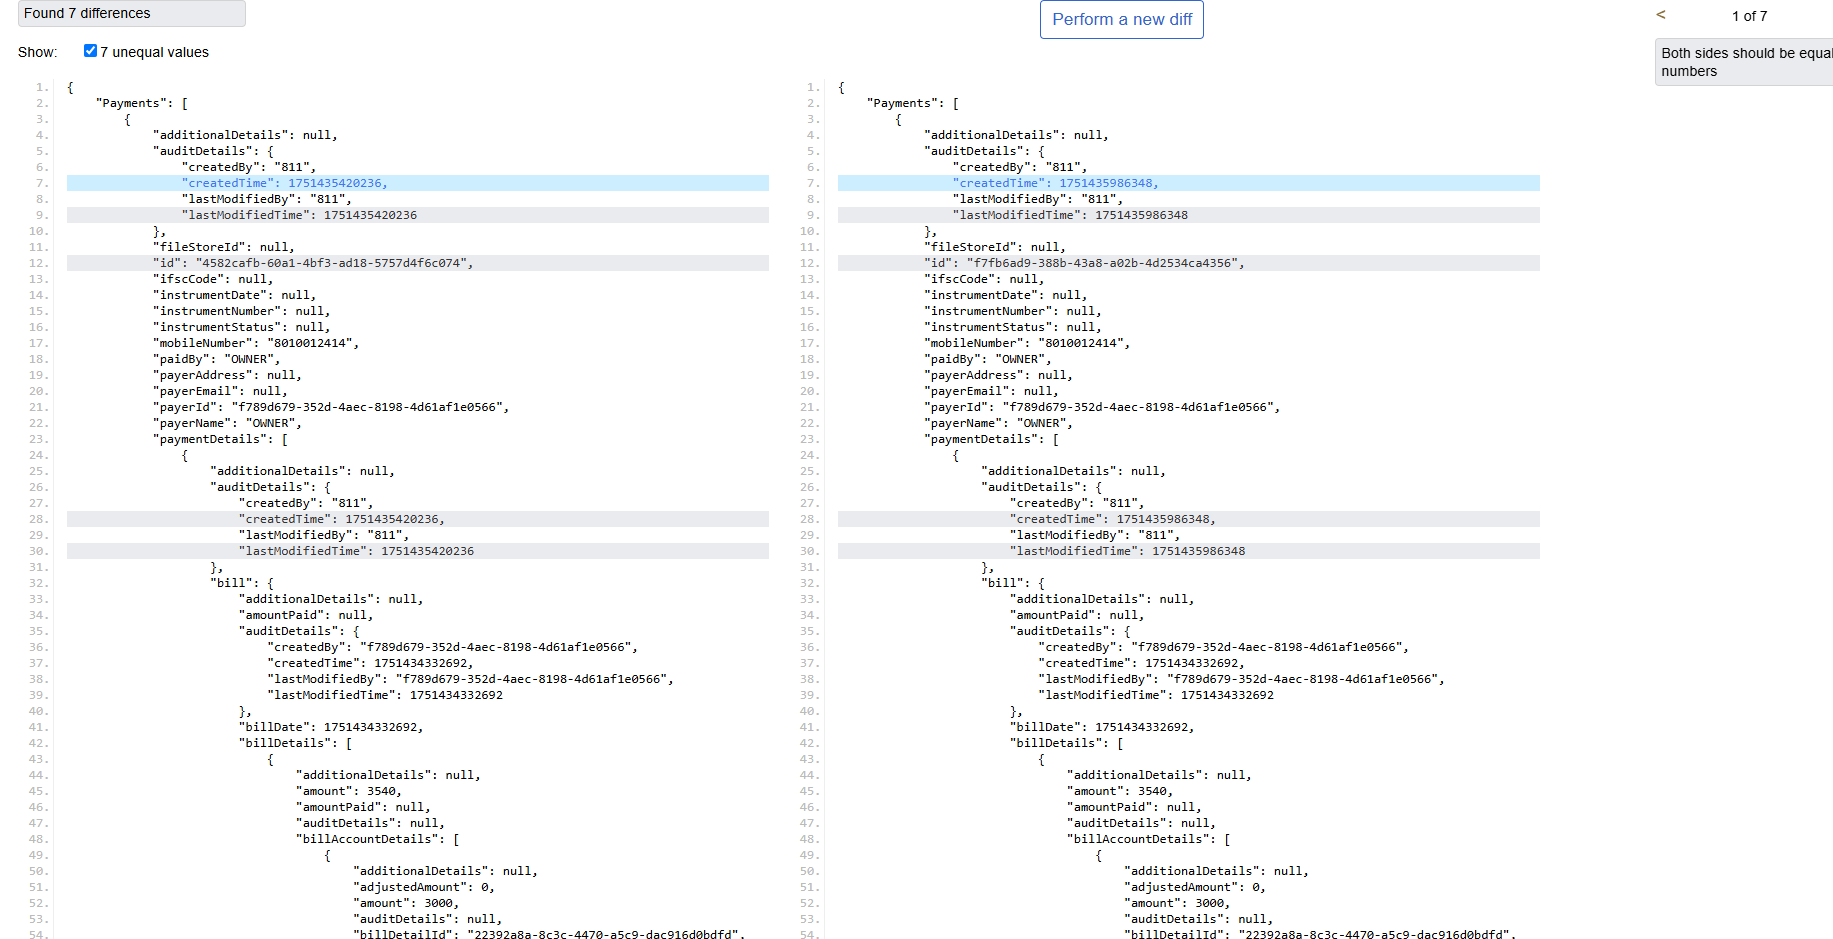 Found 7 differences
Perform a new diff
< 1 of 7
Show: 7 unequal values
Both sides should be equal
numbers
1. { 1. {
2. "Payments": [ 2. "Payments": [
3. { 3. {
4. "additionalDetails": null, 4. "additionalDetails": null,
5. "auditDetails": { 5. "auditDetails": {
6. "createdBy": "811", 6. "createdBy": "811",
7. "createdTime": 1751435420236, 7. "createdTime": 1751435986348,
8. "lastModifiedBy": "811", 8. "lastModifiedBy": "811",
9. "lastModifiedTime": 1751435420236 9. "lastModifiedTime": 1751435986348
10. }, 10. },
11. "fileStoreId": null, 11. "fileStoreId": null,
12. "id": "4582cafb-60a1-4bf3-ad18-5757d4f6c074", 12. "id": "f7fb6ad9-388b-43a8-a02b-4d2534ca4356",
13. "ifscCode": null, 13. "ifscCode": null,
14. "instrumentDate": null, 14. "instrumentDate": null,
15. "instrumentNumber": null, 15. "instrumentNumber": null,
16. "instrumentStatus": null, 16. "instrumentStatus": null,
17. "mobileNumber": "8010012414", 17. "mobileNumber": "8010012414",
18. "paidBy": "OWNER", 18. "paidBy": "OWNER",
19. "payerAddress": null, 19. "payerAddress": null,
20. "payerEmail": null, 20. "payerEmail": null,
21. "payerId": "f789d679-352d-4aec-8198-4d61af1e0566", 21. "payerId": "f789d679-352d-4aec-8198-4d61af1e0566",
22. "payerName": "OWNER", 22. "payerName": "OWNER",
23. "paymentDetails": [ 23. "paymentDetails": [
24. { 24. {
25. "additionalDetails": null, 25. "additionalDetails": null,
26. "auditDetails": { 26. "auditDetails": {
27. "createdBy": "811", 27. "createdBy": "811",
28. "createdTime": 1751435420236, 28. "createdTime": 1751435986348,
29. "lastModifiedBy": "811", 29. "lastModifiedBy": "811",
30. "lastModifiedTime": 1751435420236 30. "lastModifiedTime": 1751435986348
31. }, 31. },
32. "bill": { 32. "bill": {
33. "additionalDetails": null, 33. "additionalDetails": null,
34. "amountPaid": null, 34. "amountPaid": null,
35. "auditDetails": { 35. "auditDetails": {
36. "createdBy": "f789d679-352d-4aec-8198-4d61af1e0566", 36. "createdBy": "f789d679-352d-4aec-8198-4d61af1e0566",
37. "createdTime": 1751434332692, 37. "createdTime": 1751434332692,
38. "lastModifiedBy": "f789d679-352d-4aec-8198-4d61af1e0566", 38. "lastModifiedBy": "f789d679-352d-4aec-8198-4d61af1e0566",
39. "lastModifiedTime": 1751434332692 39. "lastModifiedTime": 1751434332692
40. }, 40. },
41. "billDate": 1751434332692, 41. "billDate": 1751434332692,
42. "billDetails": [ 42. "billDetails": [
43. { 43. {
44. "additionalDetails": null, 44. "additionalDetails": null,
45. "amount": 3540, 45. "amount": 3540,
46. "amountPaid": null, 46. "amountPaid": null,
47. "auditDetails": null, 47. "auditDetails": null,
48. "billAccountDetails": [ 48. "billAccountDetails": [
49. { 49. {
50. "additionalDetails": null, 50. "additionalDetails": null,
51. "adjustedAmount": 0, 51. "adjustedAmount": 0,
52. "amount": 3000, 52. "amount": 3000,
53. "auditDetails": null, 53. "auditDetails": null,
54. "billDetailId": "22392a8a-8c3c-4470-a5c9-dac916d0bdfd", 54. "billDetailId": "22392a8a-8c3c-4470-a5c9-dac916d0bdfd",